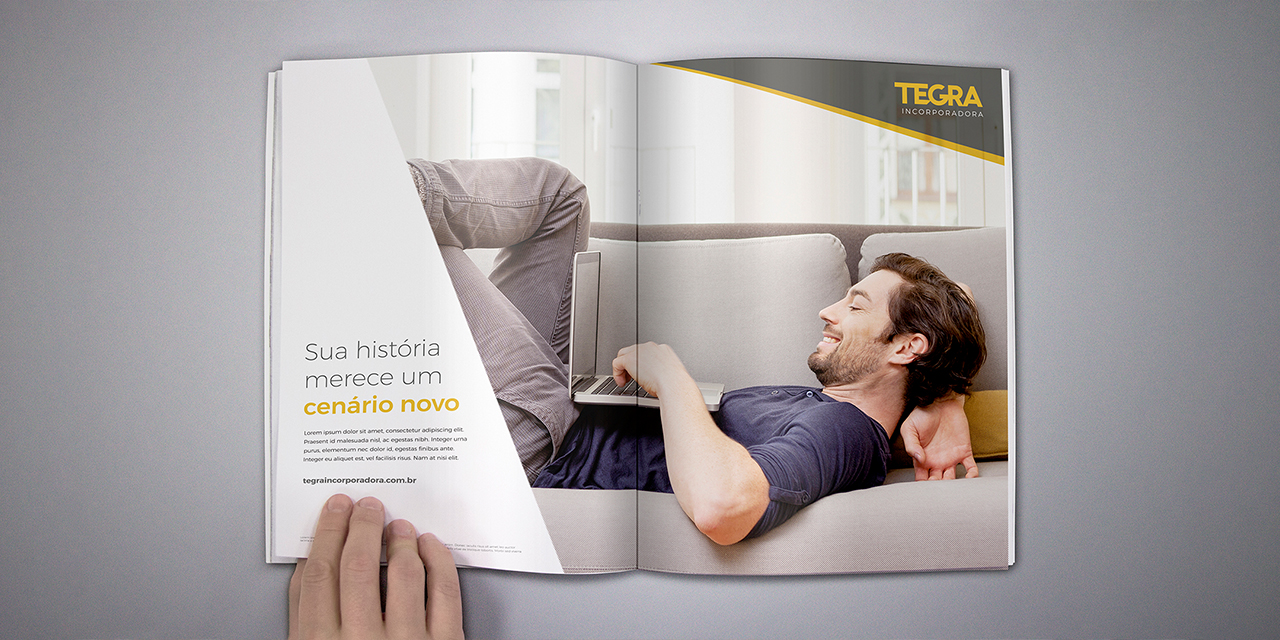 Sua história
merece um
cenário novo
Lorem ipsum dolor sit amet, consectetur adipiscing elit.
Praesent id malesuada nisl, ac egestas nibh. Integer urna
purus, elementum nec dolor id, egestas finibus ante.
Integer eu aliquet est, vel facilisis risus. Nam at nisi elit.
tegraincorporadora.com.br
TEGRA
INCORPORADORA